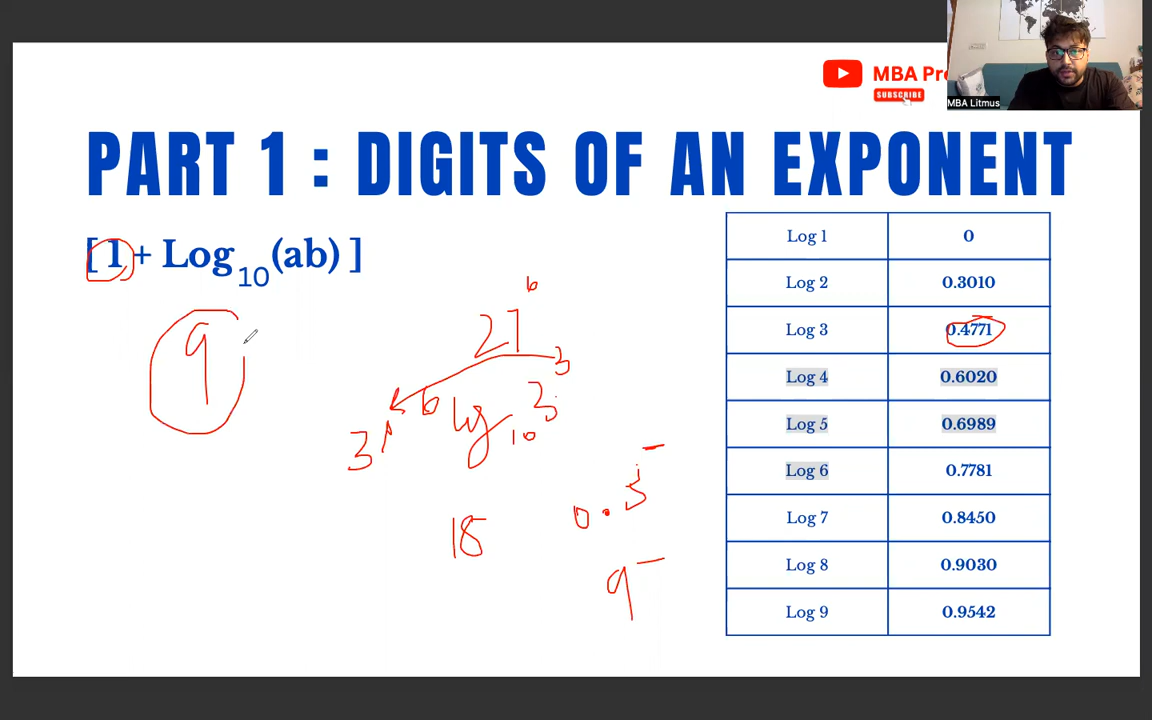 MBA Pre
SUBSCRIBE
MBA Litmus
PART 1 : DIGITS OF AN EXPONENT
[ 1 + Log10(ab) ]
Log 1 0
Log 2 0.3010
Log 3 0.4771
Log 4 0.6020
Log 5 0.6989
Log 6 0.7781
Log 7 0.8450
Log 8 0.9030
Log 9 0.9542
9
27 6
6 log 10 3 3
3
18
0.5
9